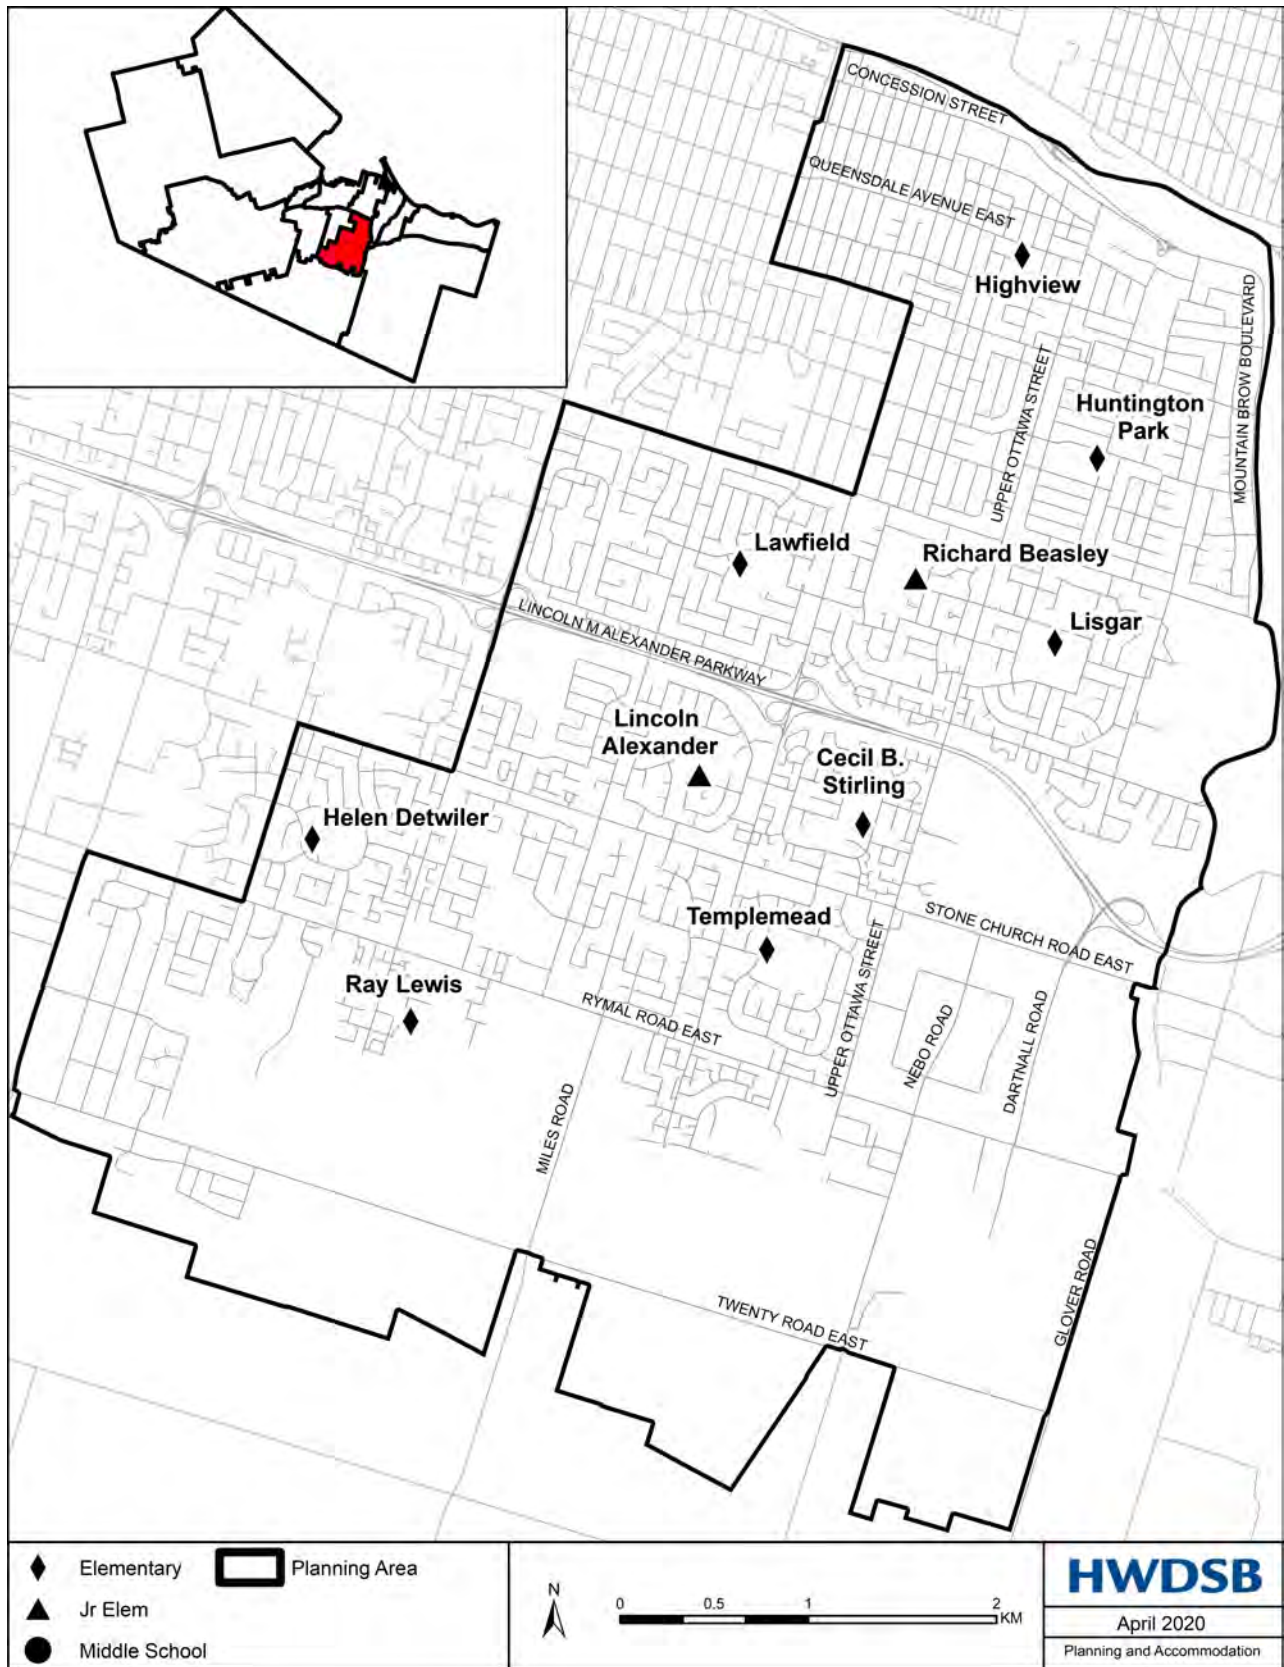 CONCESSION STREET
QUEENSDALE AVENUE EAST
Highview
MOUNTAIN BROW BOULEVARD
UPPER OTTAWA STREET
Huntington
Park
Lawfield
Richard Beasley
Lisgar
LINCOLN M ALEXANDER PARKWAY
Lincoln
Alexander
Cecil B.
Stirling
Helen Detwiler
Templemead
STONE CHURCH ROAD EAST
Ray Lewis
RYMAL ROAD EAST
UPPER OTTAWA STREET
NEBO ROAD
DARTNALL ROAD
MILES ROAD
GLOVER ROAD
TWENTY ROAD EAST
Elementary
Planning Area
Jr Elem
Middle School
N
0 0.5 1 2
KM
HWDSB
April 2020
Planning and Accommodation